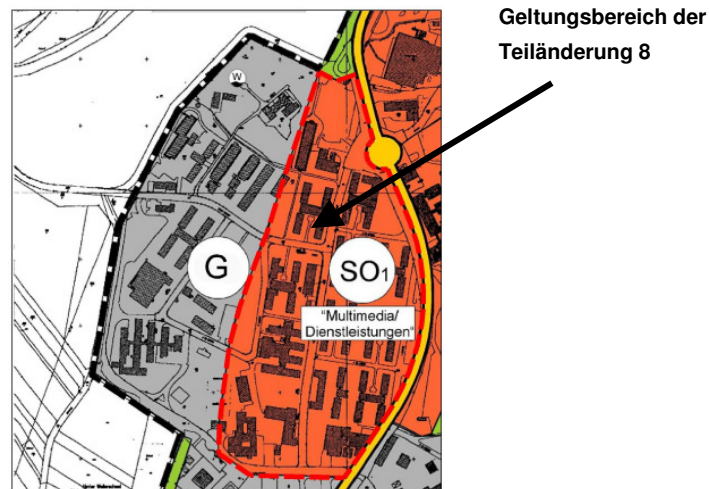 Geltungsbereich der
Teiländerung 8
W
G
SO1
"Multimedia/
Dienstleistungen"